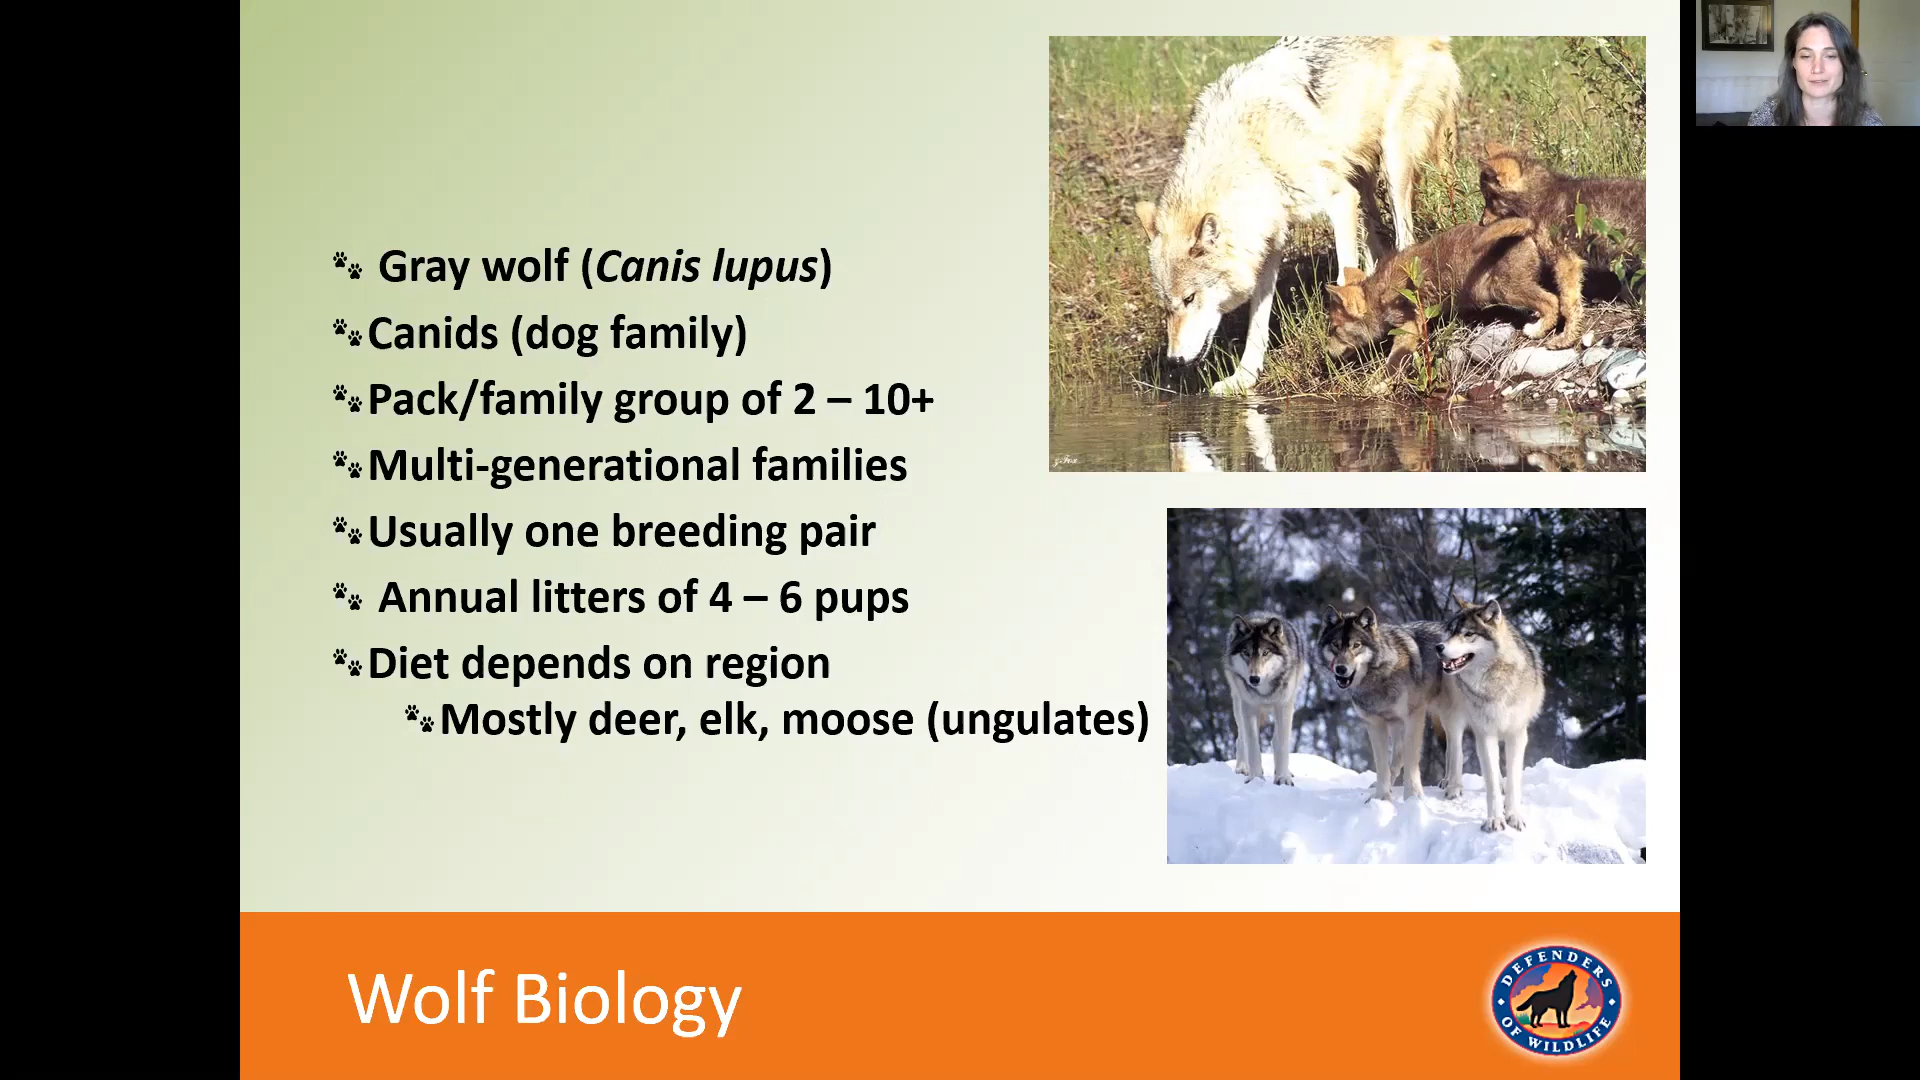 Gray wolf (Canis lupus)
Canids (dog family)
Pack/family group of 2 – 10+
Multi-generational families
Usually one breeding pair
Annual litters of 4 – 6 pups
Diet depends on region
Mostly deer, elk, moose (ungulates)
Wolf Biology
DEFENDERS
OF WILDLIFE